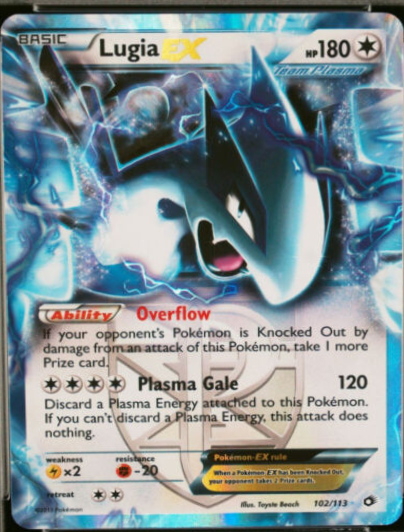 BASIC
Lugia EX
HP 180
Team Plasma
Ability Overflow
If your opponent's Pokémon is Knocked Out by
damage from an attack of this Pokémon, take 1 more
Prize card.
Plasma Gale 120
Discard a Plasma Energy attached to this Pokémon.
If you can't discard a Plasma Energy, this attack does
nothing.
weakness resistance
×2 -20
retreat
Pokémon-EX rule
When a Pokémon-EX has been Knocked Out,
your opponent takes 2 Prize cards.
Illus. Toyste Beach 102/113
Pokémon